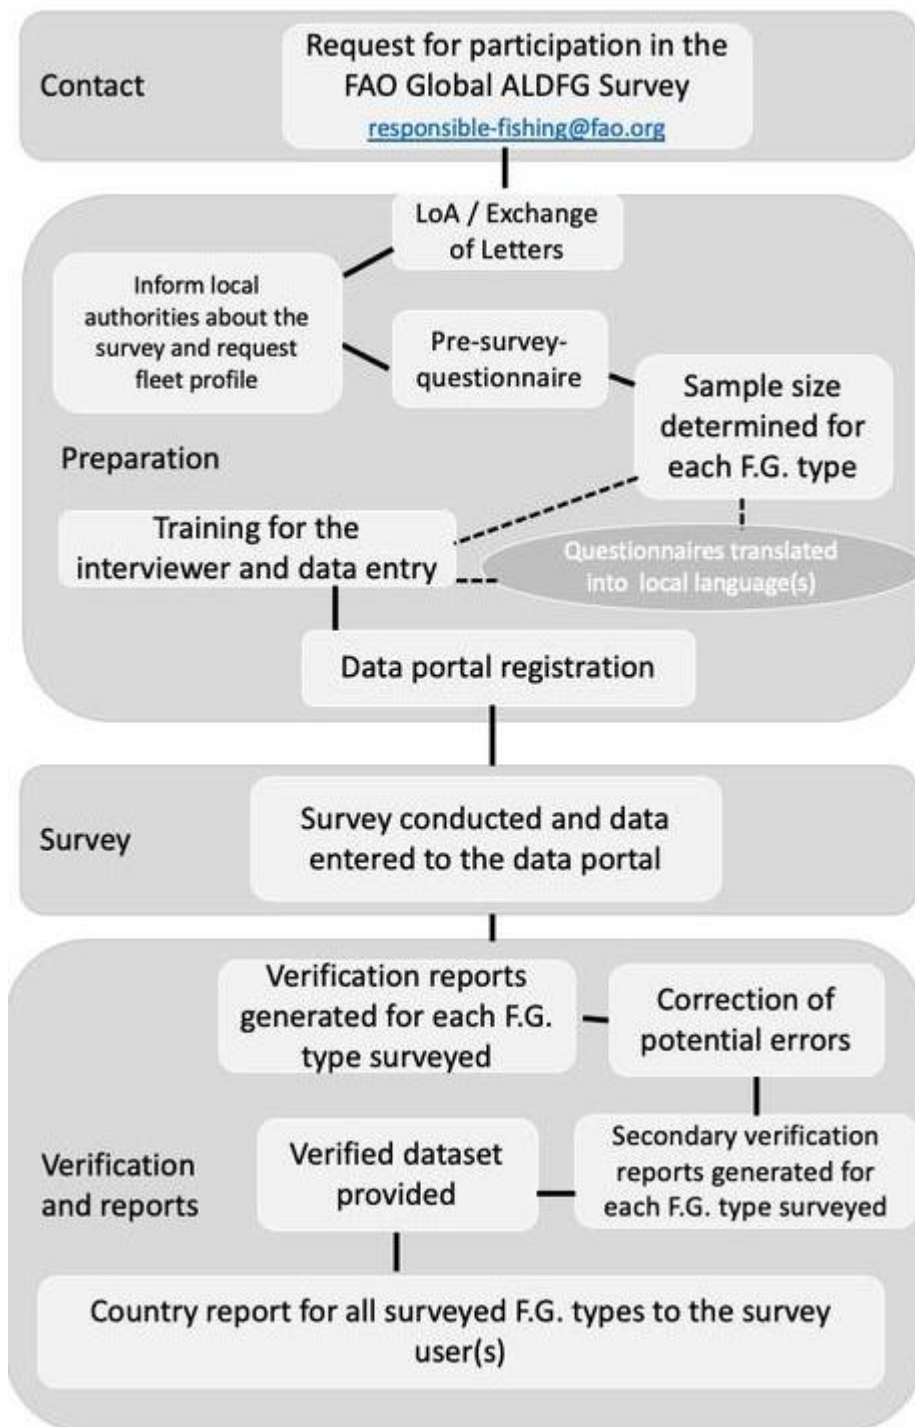 Contact
Request for participation in the
FAO Global ALDFG Survey
responsible-fishing@fao.org
LoA / Exchange
of Letters
Inform local
authorities about the
survey and request
fleet profile
Pre-survey-
questionnaire
Sample size
determined for
each F.G. type
Preparation
Training for the
interviewer and data entry
Questionnaires translated
into local language(s)
Data portal registration
Survey
Survey conducted and data
entered to the data portal
Verification reports
generated for each F.G.
type surveyed
Correction of
potential errors
Secondary verification
reports generated for
each F.G. type surveyed
Verified dataset
provided
Verification
and reports
Country report for all surveyed F.G. types to the survey
user(s)